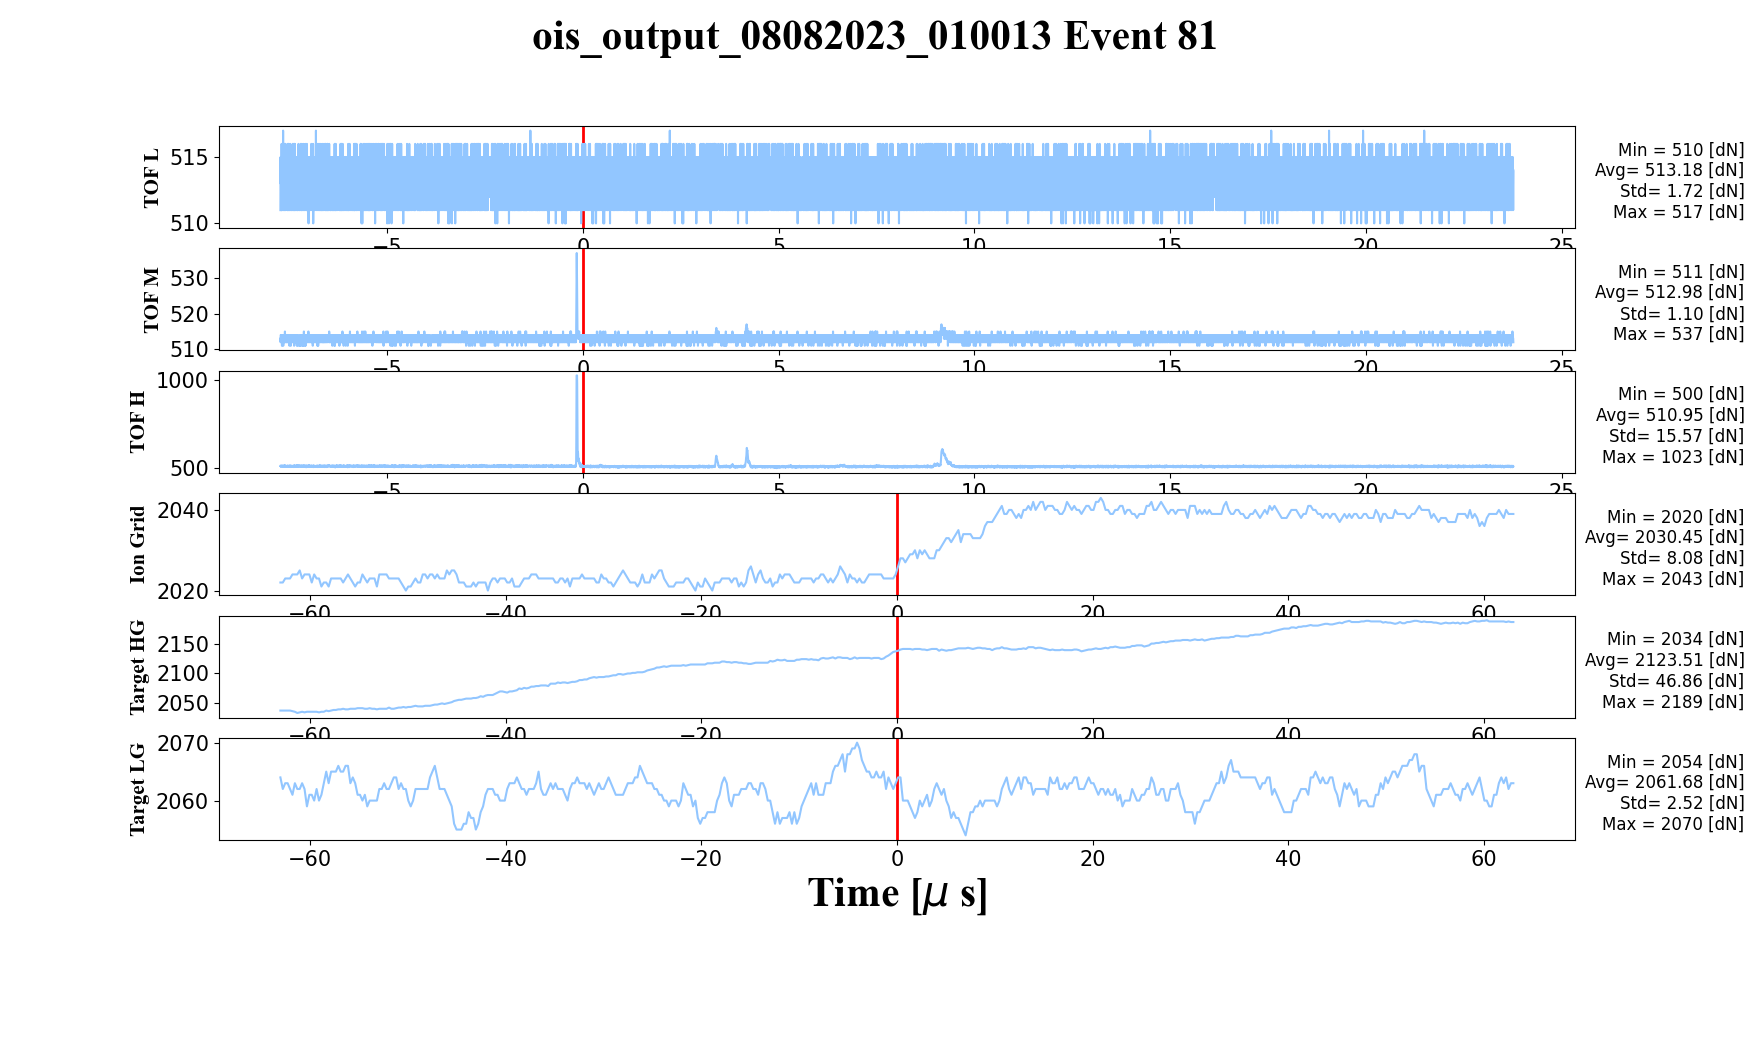 ois_output_08082023_010013 Event 81
TOF L
515
510
−5
0
5
10
15
20
25
Min = 510 [dN]
Avg= 513.18 [dN]
Std= 1.72 [dN]
Max = 517 [dN]
TOF M
530
520
510
−5
0
5
10
15
20
25
Min = 511 [dN]
Avg= 512.98 [dN]
Std= 1.10 [dN]
Max = 537 [dN]
TOF H
1000
500
−5
0
5
10
15
20
25
Min = 500 [dN]
Avg= 510.95 [dN]
Std= 15.57 [dN]
Max = 1023 [dN]
Ion Grid
2040
2020
−60
−40
−20
0
20
40
60
Min = 2020 [dN]
Avg= 2030.45 [dN]
Std= 8.08 [dN]
Max = 2043 [dN]
Target HG
2150
2100
2050
−60
−40
−20
0
20
40
60
Min = 2034 [dN]
Avg= 2123.51 [dN]
Std= 46.86 [dN]
Max = 2189 [dN]
Target LG
2070
2060
−60
−40
−20
0
20
40
60
Min = 2054 [dN]
Avg= 2061.68 [dN]
Std= 2.52 [dN]
Max = 2070 [dN]
Time [μ s]